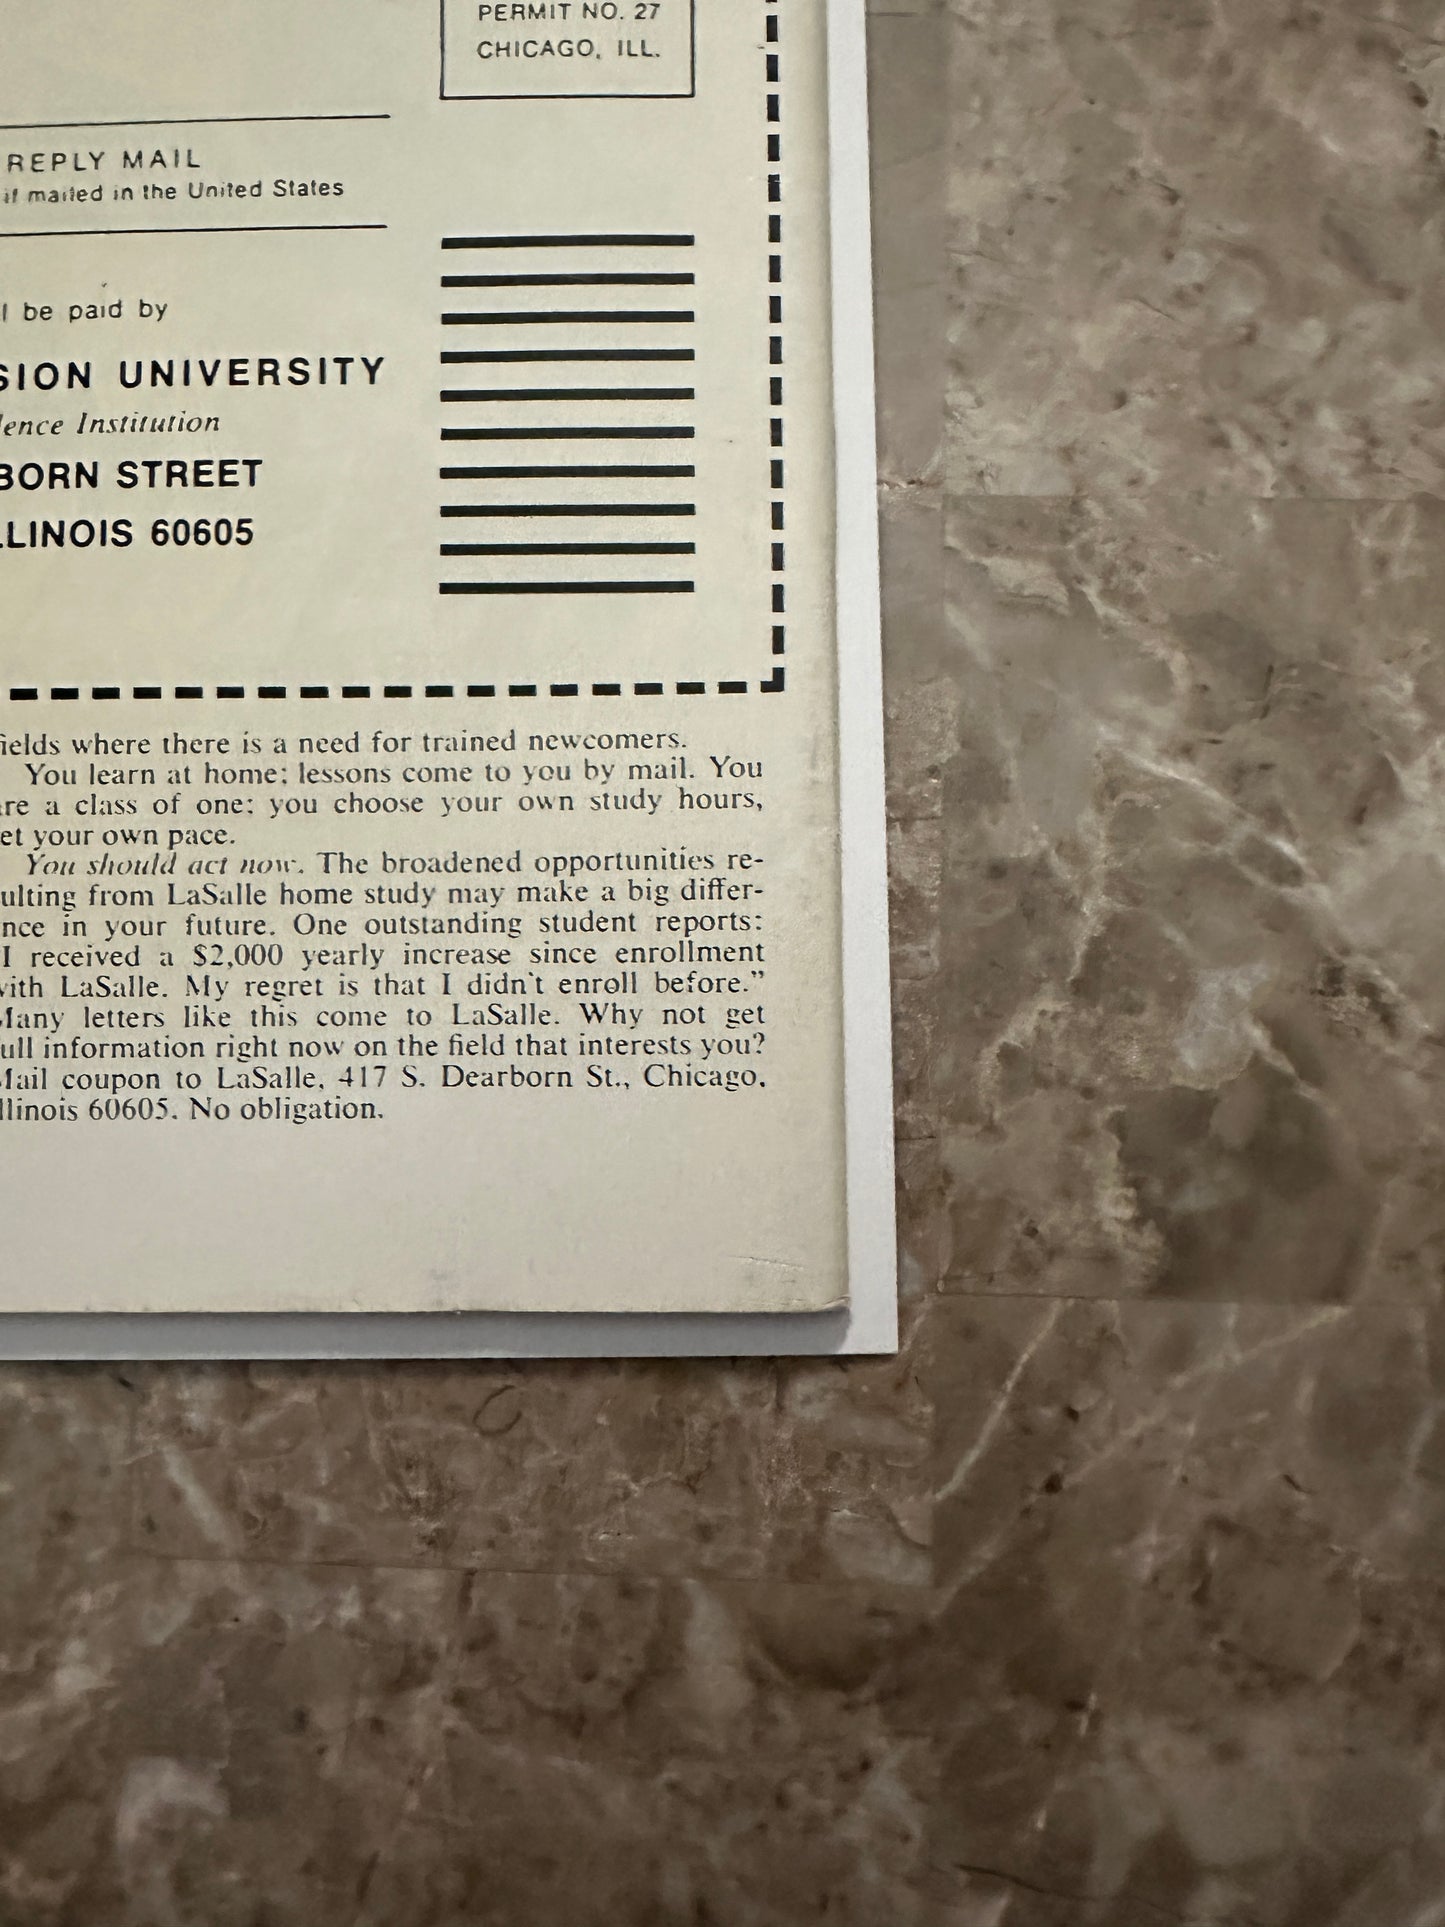 PERMIT NO. 27
CHICAGO, ILL.
REPLY MAIL
if mailed in the United States
l be paid by
SION UNIVERSITY
dence Institution
BORN STREET
LLINOIS 60605
fields where there is a need for trained newcomers.
You learn at home; lessons come to you by mail. You
are a class of one; you choose your own study hours,
et your own pace.
You should act now. The broadened opportunities re-
ulting from LaSalle home study may make a big differ-
nce in your future. One outstanding student reports:
"I received a $2,000 yearly increase since enrollment
with LaSalle. My regret is that I didn't enroll before."
Many letters like this come to LaSalle. Why not get
ull information right now on the field that interests you?
Mail coupon to LaSalle, 417 S. Dearborn St., Chicago,
Illinois 60605. No obligation.